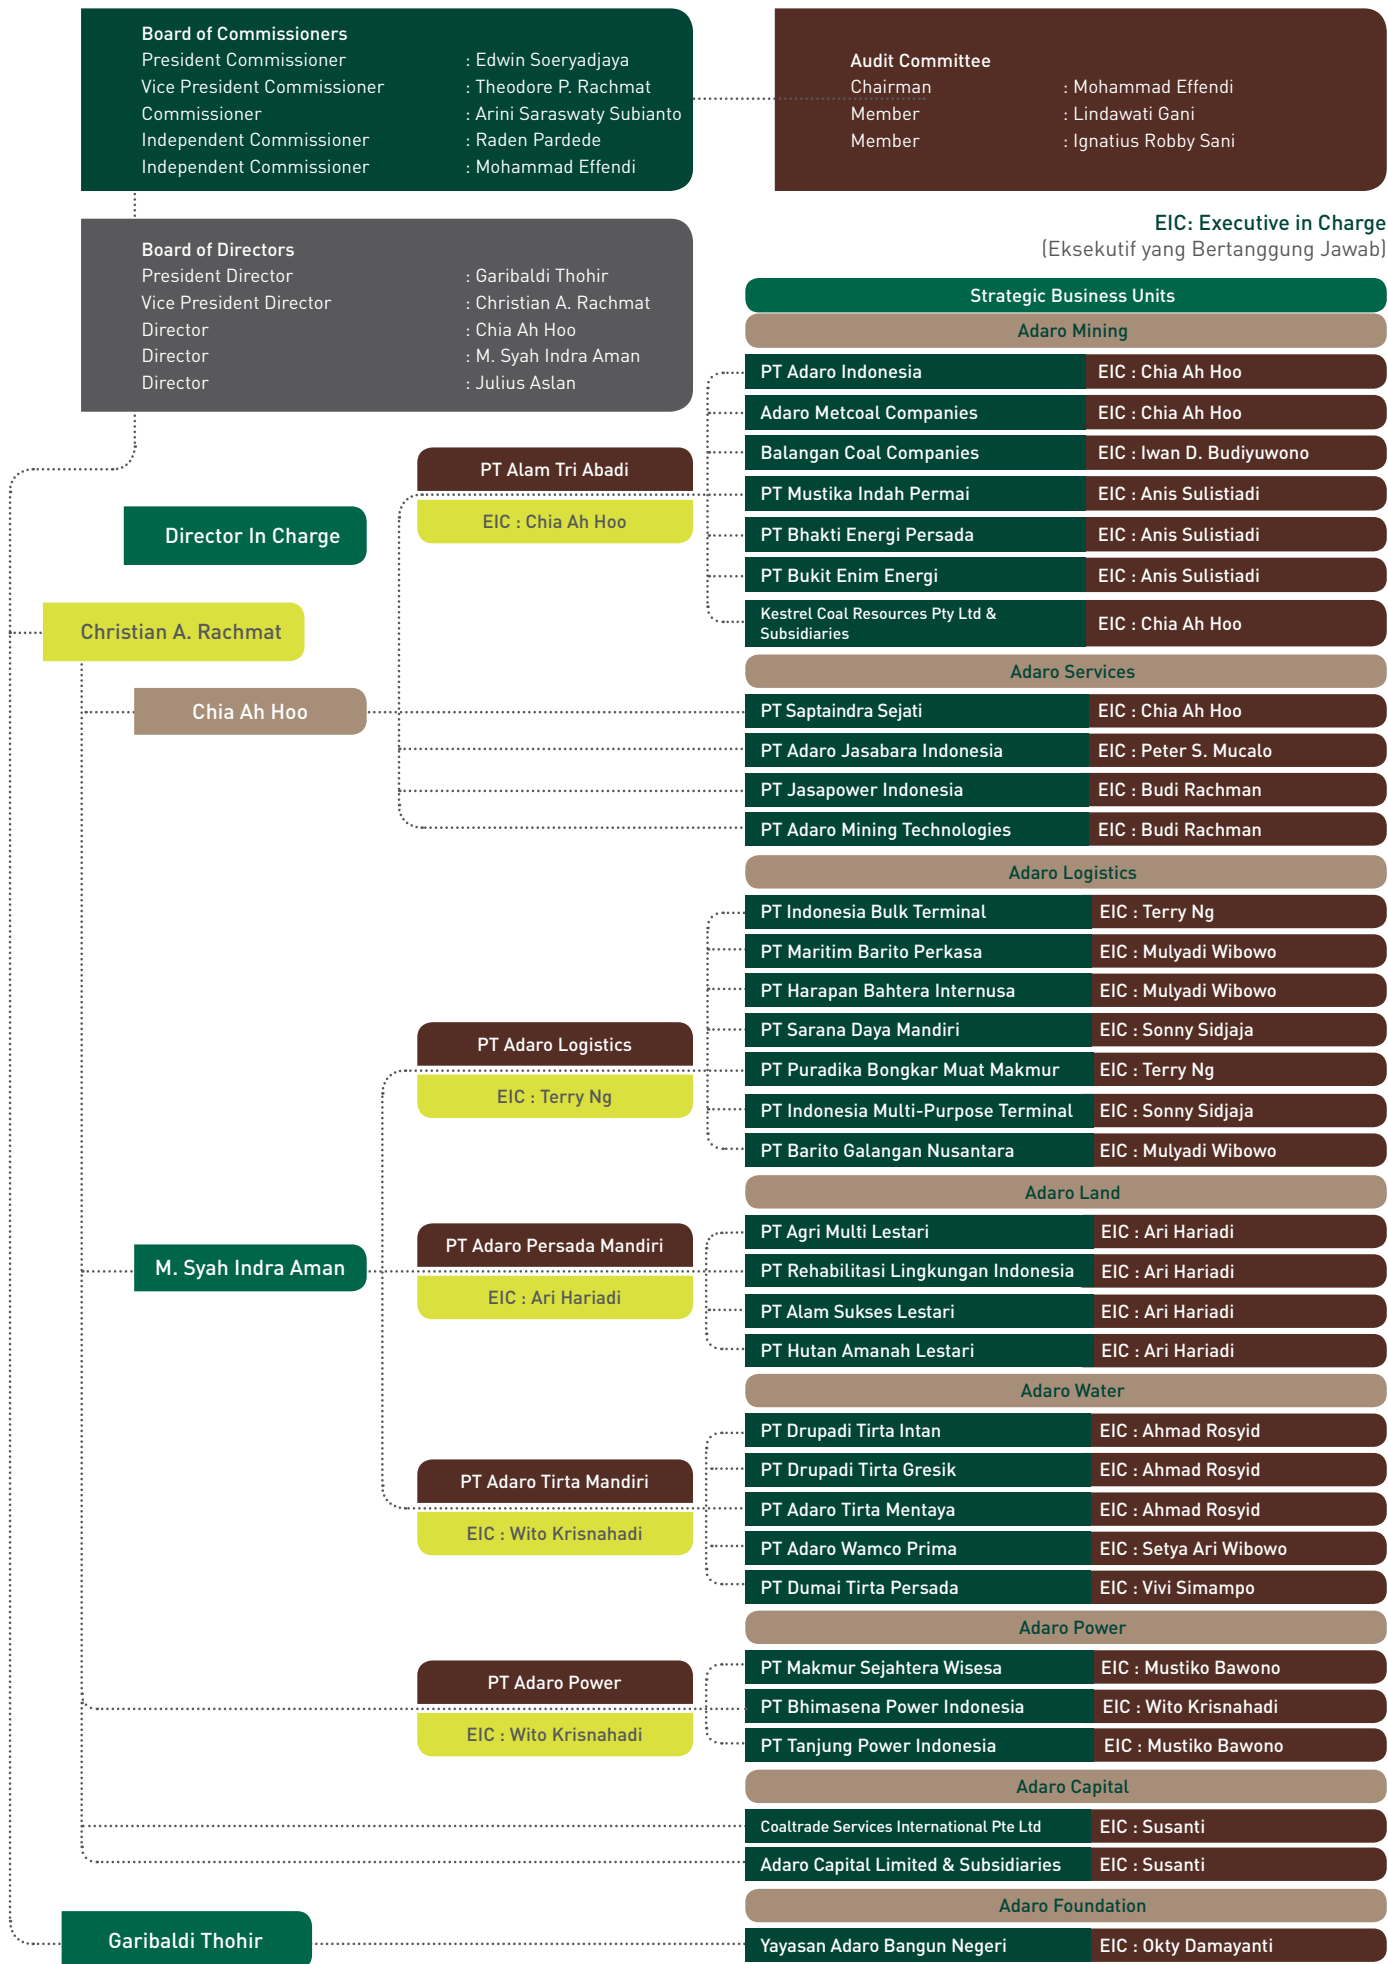 Board of Commissioners
President Commissioner : Edwin Soeryadjaya
Vice President Commissioner : Theodore P. Rachmat
Commissioner : Arini Saraswaty Subianto
Independent Commissioner : Raden Pardede
Independent Commissioner : Mohammad Effendi
Audit Committee
Chairman : Mohammad Effendi
Member : Lindawati Gani
Member : Ignatius Robby Sani
Board of Directors
President Director : Garibaldi Thohir
Vice President Director : Christian A. Rachmat
Director : Chia Ah Hoo
Director : M. Syah Indra Aman
Director : Julius Aslan
EIC: Executive in Charge
(Eksekutif yang Bertanggung Jawab)
Director In Charge
Christian A. Rachmat
Chia Ah Hoo
M. Syah Indra Aman
Garibaldi Thohir
PT Alam Tri Abadi
EIC : Chia Ah Hoo
PT Adaro Logistics
EIC : Terry Ng
PT Adaro Persada Mandiri
EIC : Ari Hariadi
PT Adaro Tirta Mandiri
EIC : Wito Krisnahadi
PT Adaro Power
EIC : Wito Krisnahadi
Strategic Business Units
Adaro Mining
PT Adaro Indonesia EIC : Chia Ah Hoo
Adaro Metcoal Companies EIC : Chia Ah Hoo
Balangan Coal Companies EIC : Iwan D. Budiyuwono
PT Mustika Indah Permai EIC : Anis Sulistiadi
PT Bhakti Energi Persada EIC : Anis Sulistiadi
PT Bukit Enim Energi EIC : Anis Sulistiadi
Kestrel Coal Resources Pty Ltd &
Subsidiaries
EIC : Chia Ah Hoo
Adaro Services
PT Saptaindra Sejati EIC : Chia Ah Hoo
PT Adaro Jasabara Indonesia EIC : Peter S. Mucalo
PT Jasapower Indonesia EIC : Budi Rachman
PT Adaro Mining Technologies EIC : Budi Rachman
Adaro Logistics
PT Indonesia Bulk Terminal EIC : Terry Ng
PT Maritim Barito Perkasa EIC : Mulyadi Wibowo
PT Harapan Bahtera Internusa EIC : Mulyadi Wibowo
PT Sarana Daya Mandiri EIC : Sonny Sidjaja
PT Puradika Bongkar Muat Makmur EIC : Terry Ng
PT Indonesia Multi-Purpose Terminal EIC : Sonny Sidjaja
PT Barito Galangan Nusantara EIC : Mulyadi Wibowo
Adaro Land
PT Agri Multi Lestari EIC : Ari Hariadi
PT Rehabilitasi Lingkungan Indonesia EIC : Ari Hariadi
PT Alam Sukses Lestari EIC : Ari Hariadi
PT Hutan Amanah Lestari EIC : Ari Hariadi
Adaro Water
PT Drupadi Tirta Intan EIC : Ahmad Rosyid
PT Drupadi Tirta Gresik EIC : Ahmad Rosyid
PT Adaro Tirta Mentaya EIC : Ahmad Rosyid
PT Adaro Wamco Prima EIC : Setya Ari Wibowo
PT Dumai Tirta Persada EIC : Vivi Simampo
Adaro Power
PT Makmur Sejahtera Wisesa EIC : Mustiko Bawono
PT Bhimasena Power Indonesia EIC : Wito Krisnahadi
PT Tanjung Power Indonesia EIC : Mustiko Bawono
Adaro Capital
Coaltrade Services International Pte Ltd EIC : Susanti
Adaro Capital Limited & Subsidiaries EIC : Susanti
Adaro Foundation
Yayasan Adaro Bangun Negeri EIC : Okty Damayanti